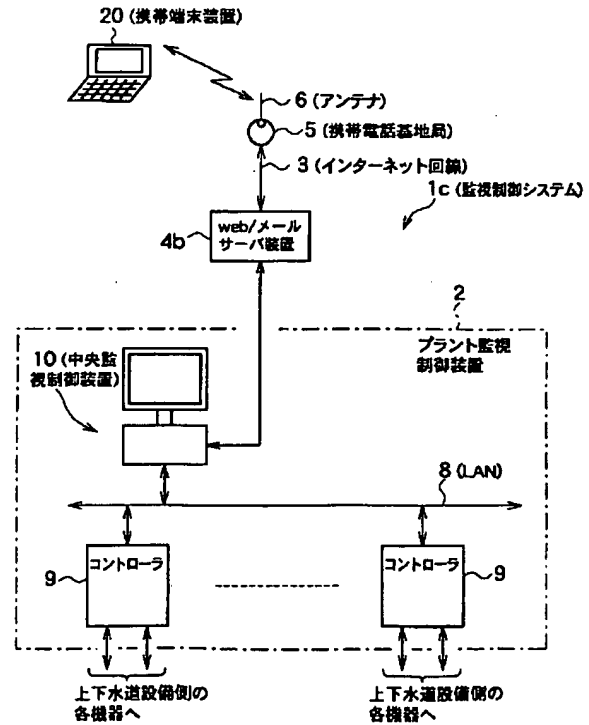 20 (携帯端末装置)
6 (アンテナ)
5 (携帯電話基地局)
3 (インターネット回線)
1c (監視制御システム)
web/メール
サーバ装置
4b
2
プラント監視
制御装置
10 (中央監
視制御装置)
8 (LAN)
コントローラ
9
コントローラ
9
上下水道設備側の
各機器へ
上下水道設備側の
各機器へ